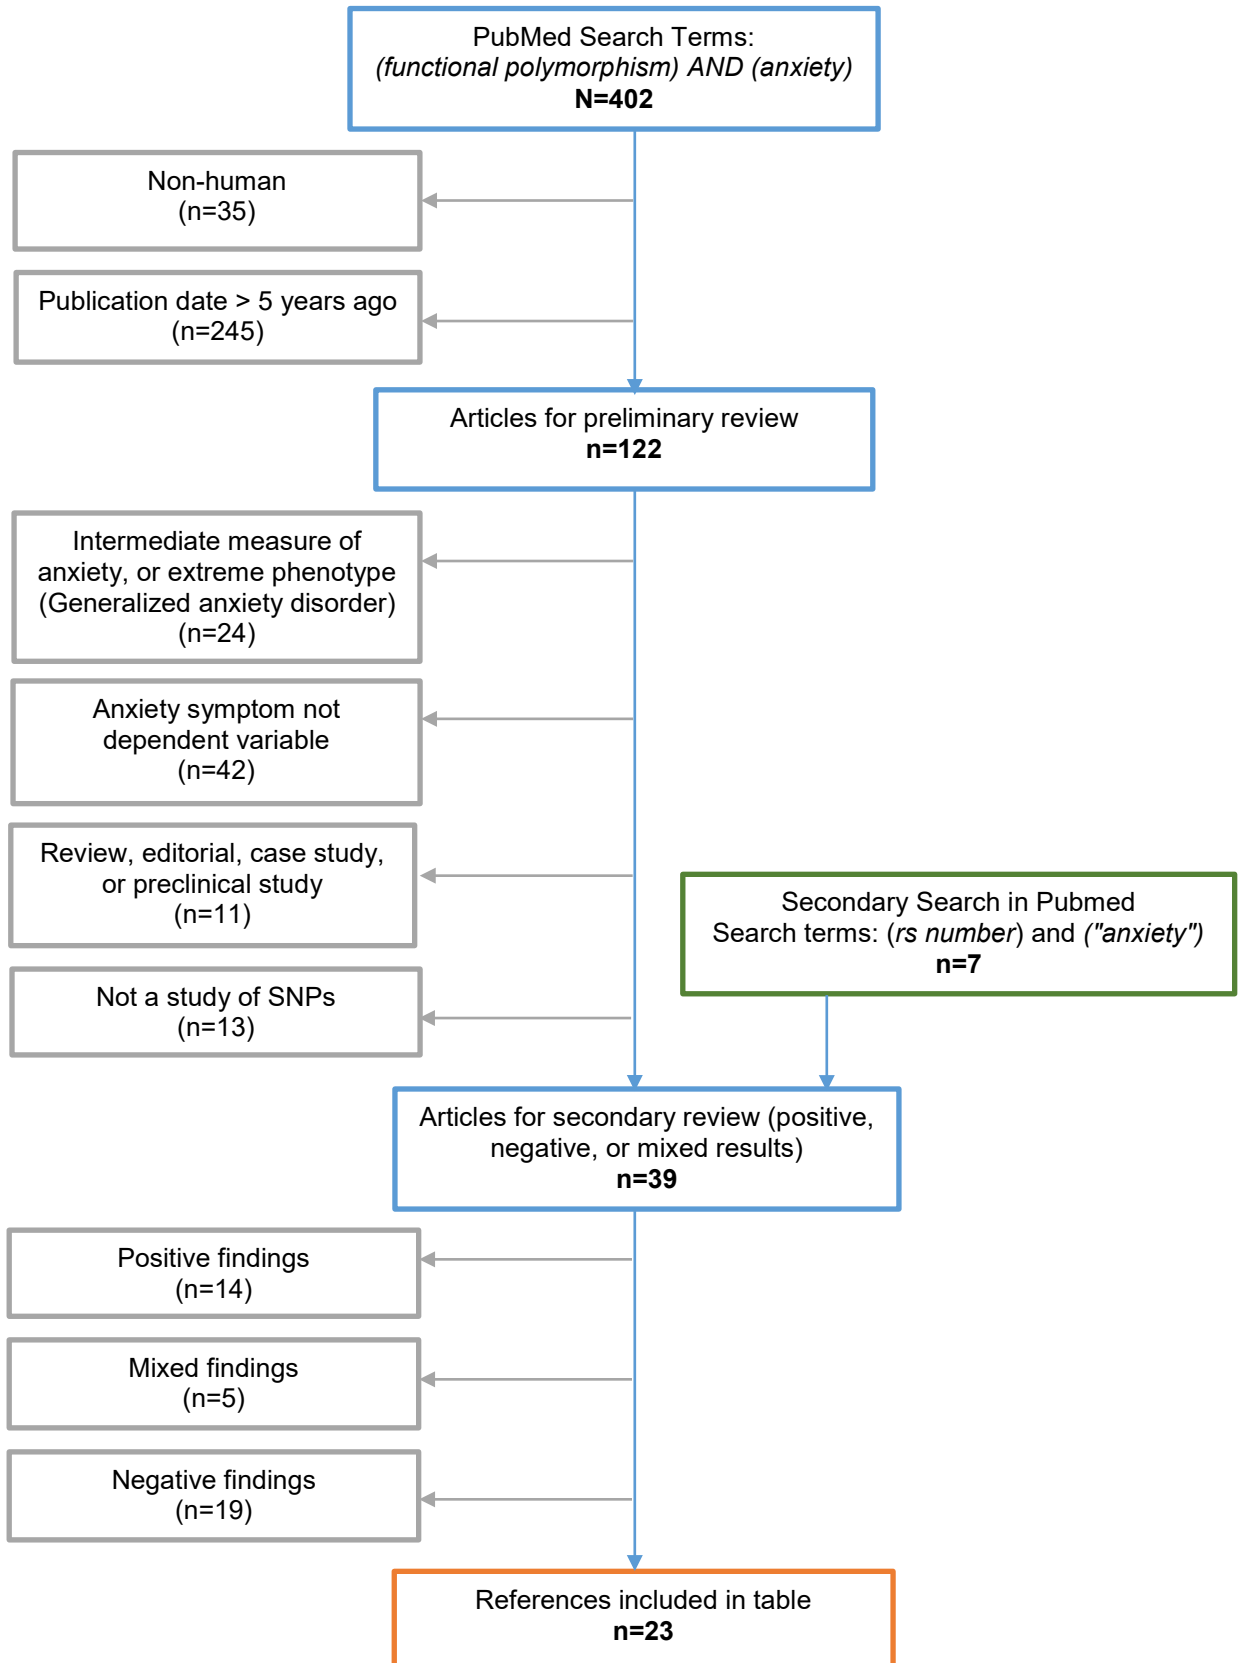 PubMed Search Terms:
(functional polymorphism) AND (anxiety)
N=402
Non-human
(n=35)
Publication date > 5 years ago
(n=245)
Articles for preliminary review
n=122
Intermediate measure of
anxiety, or extreme phenotype
(Generalized anxiety disorder)
(n=24)
Anxiety symptom not
dependent variable
(n=42)
Review, editorial, case study,
or preclinical study
(n=11)
Secondary Search in Pubmed
Search terms: (rs number) and ("anxiety")
n=7
Not a study of SNPs
(n=13)
Articles for secondary review (positive,
negative, or mixed results)
n=39
Positive findings
(n=14)
Mixed findings
(n=5)
Negative findings
(n=19)
References included in table
n=23